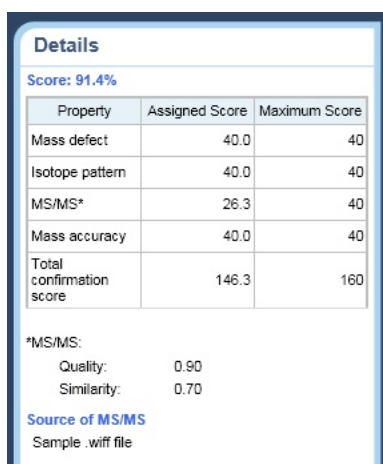 Details
Score: 91.4%
Property Assigned Score Maximum Score
Mass defect 40.0 40
Isotope pattern 40.0 40
MS/MS* 26.3 40
Mass accuracy 40.0 40
Total
confirmation 146.3 160
score
*MS/MS:
Quality: 0.90
Similarity: 0.70
Source of MS/MS
Sample .wiff file